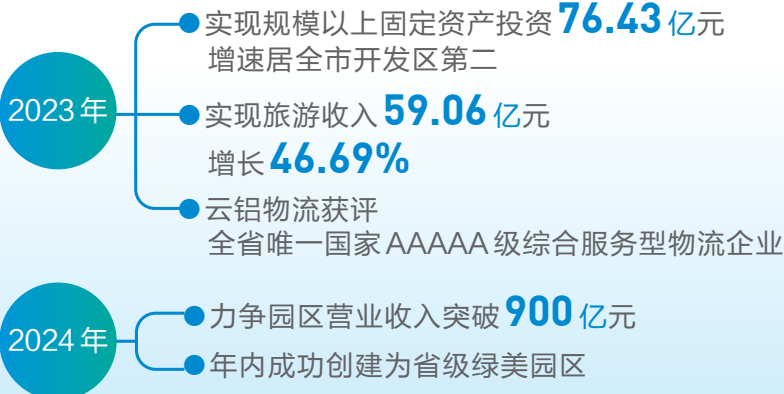 2023年
实现规模以上固定资产投资76.43亿元
增速居全市开发区第二
实现旅游收入59.06亿元
增长46.69%
云铝物流获评
全省唯一国家AAAAA级综合服务型物流企业
2024年
力争园区营业收入突破900亿元
年内成功创建为省级绿美园区